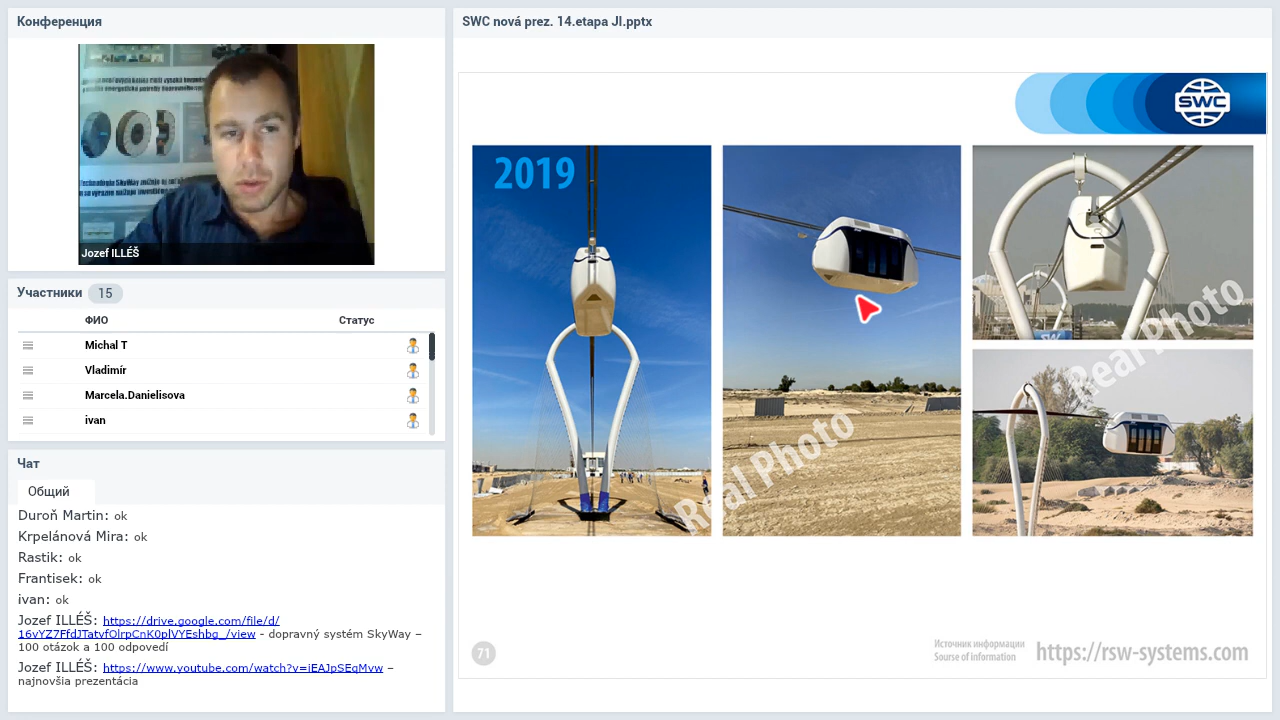 Конференция
Jozef ILLÉŠ
Участники 15
ФИО Статус
Michal T
Vladimír
Marcela.Danielisova
ivan
Чат
Общий
Duroň Martin: ok
Krpelánová Mira: ok
Rastik: ok
Frantisek: ok
ivan: ok
Jozef ILLÉŠ: https://drive.google.com/file/d/
16vYZ7FfdJTatvfOlrpCnK0plVYEshbg_/view - dopravný systém SkyWay –
100 otázok a 100 odpovedí
Jozef ILLÉŠ: https://www.youtube.com/watch?v=iEAJpSEqMvw –
najnovšia prezentácia
SWC nová prez. 14.etapa JI.pptx
SWC
2019
Real Photo
Real Photo
71
Источник информации
Sourse of information
https://rsw-systems.com